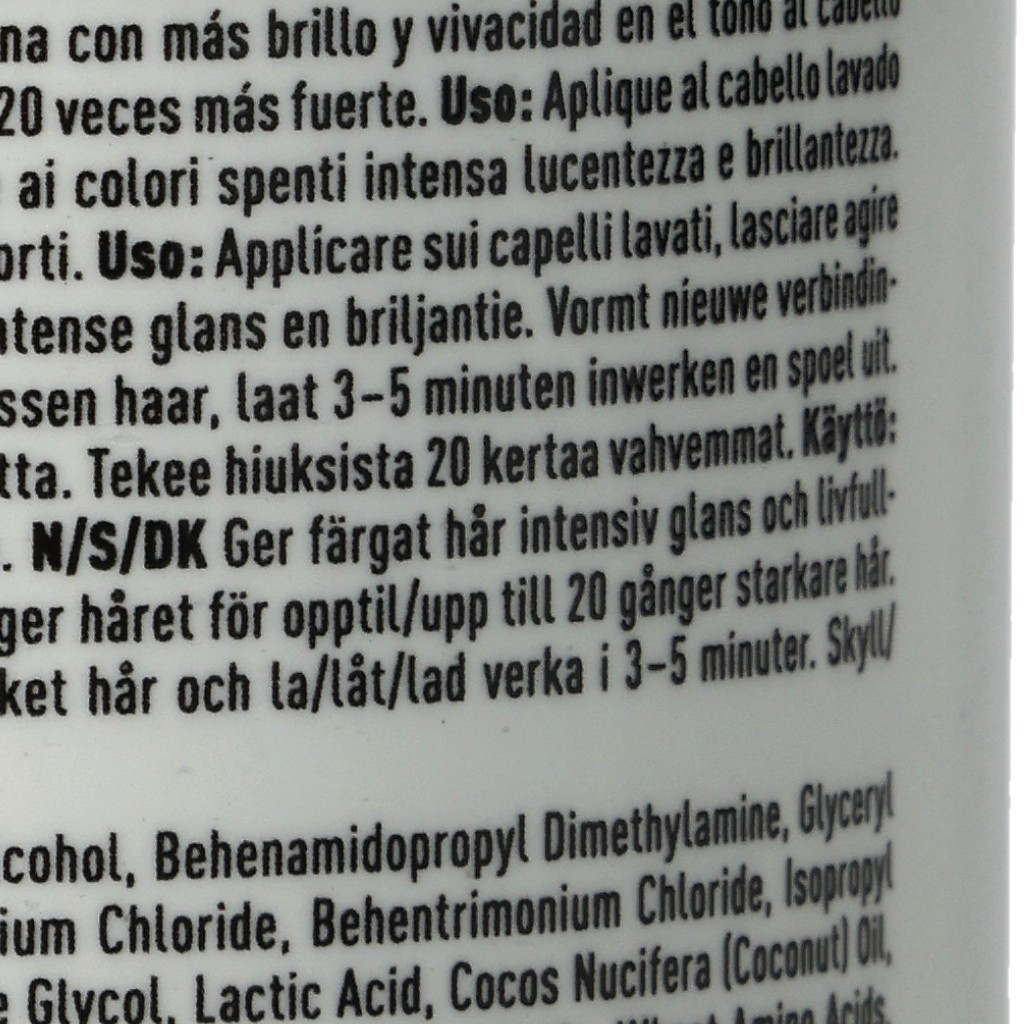 na con más brillo y vivacidad en el tono al cabello
20 veces más fuerte. Uso: Aplique al cabello lavado
ai colori spenti intensa lucentezza e brillantezza.
orti. Uso: Applicare sui capelli lavati, lasciare agire
ntense glans en briljantie. Vormt nieuwe verbindin-
ssen haar, laat 3–5 minuten inwerken en spoel uit.
tta. Tekee hiuksista 20 kertaa vahvemmat. Käyttö:
. N/S/DK Ger färgat hår intensiv glans och livfull-
ger håret för opptil/upp till 20 gånger starkare hår.
ket hår och la/låt/lad verka i 3–5 minuter. Skyll/
cohol, Behenamidopropyl Dimethylamine, Glyceryl
ium Chloride, Behentrimonium Chloride, Isopropyl
e Glycol, Lactic Acid, Cocos Nucifera (Coconut) Oil,
Wheat Amino Acids,